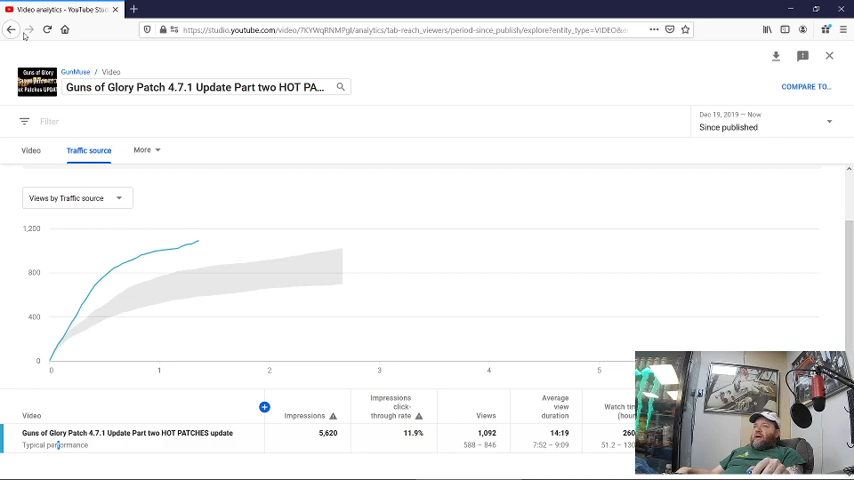 Video analytics - YouTube Stu
https://studio.youtube.com/video/7KYWqRNMPgI/analytics/tab-reach_viewers/period-since_publish/explore?entity_type=VIDEO&
Guns of Glory
GunMuse / Video
Guns of Glory Patch 4.7.1 Update Part two HOT PA...
COMPARE TO...
Filter
Dec 19, 2019 – Now
Since published
Video
Traffic source
More
Views by Traffic source
1,200
800
400
0
0 1 2 3 4 5
Video
Impressions
Impressions click-through rate
Views
Average view duration
Watch tim
(hour
Guns of Glory Patch 4.7.1 Update Part two HOT PATCHES update 5,620 11.9% 1,092 14:19 260
Typical performance 588 – 846 7:52 – 9:09 51.2 – 130